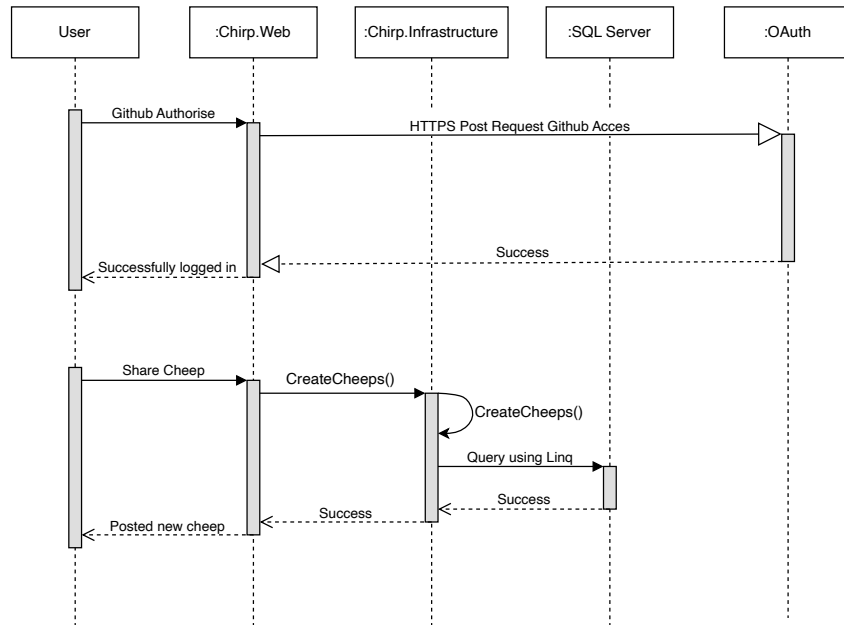 User
:Chirp.Web
:Chirp.Infrastructure
:SQL Server
:OAuth
Github Authorise
HTTPS Post Request Github Acces
Success
Successfully logged in
Share Cheep
CreateCheeps()
CreateCheeps()
Query using Linq
Success
Success
Posted new cheep